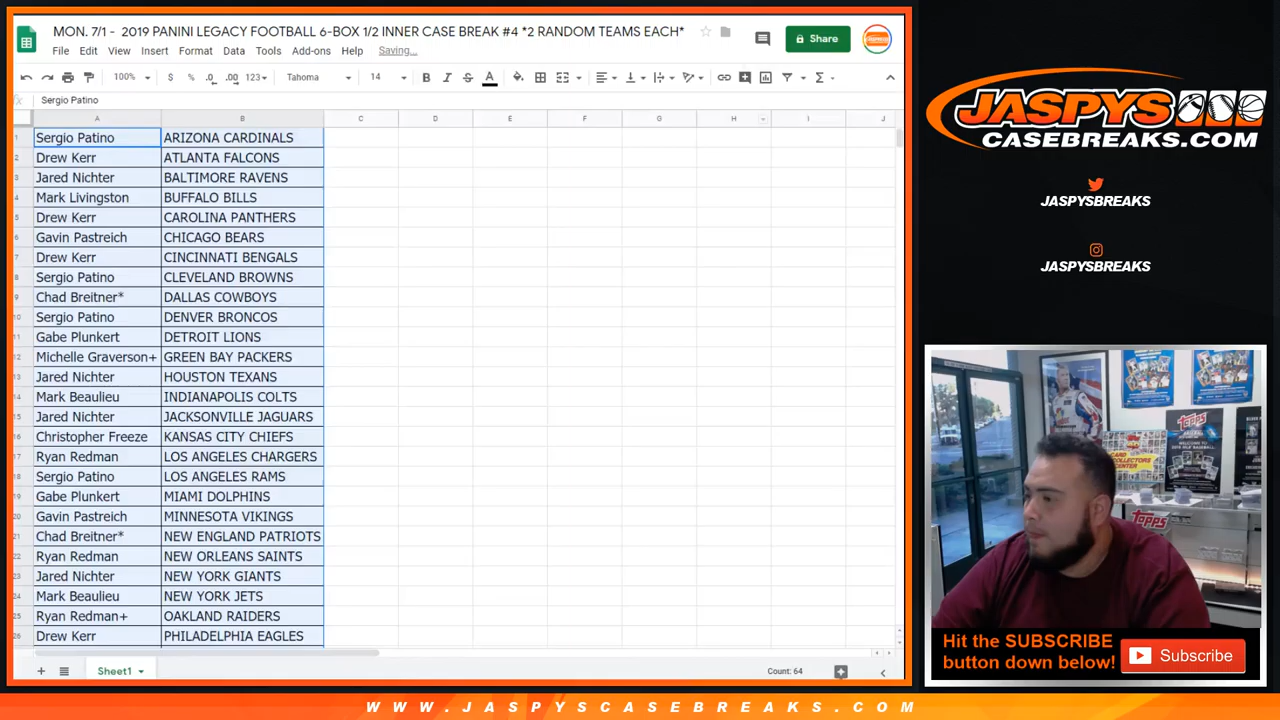 MON. 7/1 - 2019 PANINI LEGACY FOOTBALL 6-BOX 1/2 INNER CASE BREAK #4 *2 RANDOM TEAMS EACH*
File Edit View Insert Format Data Tools Add-ons Help Saving...
Share
100% $ % .0 .00 123 Tahoma 14 B I S A
fx Sergio Patino
A B C D E F G H I J
1 Sergio Patino ARIZONA CARDINALS
2 Drew Kerr ATLANTA FALCONS
3 Jared Nichter BALTIMORE RAVENS
4 Mark Livingston BUFFALO BILLS
5 Drew Kerr CAROLINA PANTHERS
6 Gavin Pastreich CHICAGO BEARS
7 Drew Kerr CINCINNATI BENGALS
8 Sergio Patino CLEVELAND BROWNS
9 Chad Breitner* DALLAS COWBOYS
10 Sergio Patino DENVER BRONCOS
11 Gabe Plunkert DETROIT LIONS
12 Michelle Graverson+ GREEN BAY PACKERS
13 Jared Nichter HOUSTON TEXANS
14 Mark Beaulieu INDIANAPOLIS COLTS
15 Jared Nichter JACKSONVILLE JAGUARS
16 Christopher Freeze KANSAS CITY CHIEFS
17 Ryan Redman LOS ANGELES CHARGERS
18 Sergio Patino LOS ANGELES RAMS
19 Gabe Plunkert MIAMI DOLPHINS
20 Gavin Pastreich MINNESOTA VIKINGS
21 Chad Breitner* NEW ENGLAND PATRIOTS
22 Ryan Redman NEW ORLEANS SAINTS
23 Jared Nichter NEW YORK GIANTS
24 Mark Beaulieu NEW YORK JETS
25 Ryan Redman+ OAKLAND RAIDERS
26 Drew Kerr PHILADELPHIA EAGLES
Sheet1
Count: 64
JASPYS
CASEBREAKS.COM
JASPYSBREAKS
JASPYSBREAKS
CARD COLLECTORS CENTER
TOPPS
Topps
Hit the SUBSCRIBE
button down below!
Subscribe
WWW.JASPYSCASEBREAKS.COM